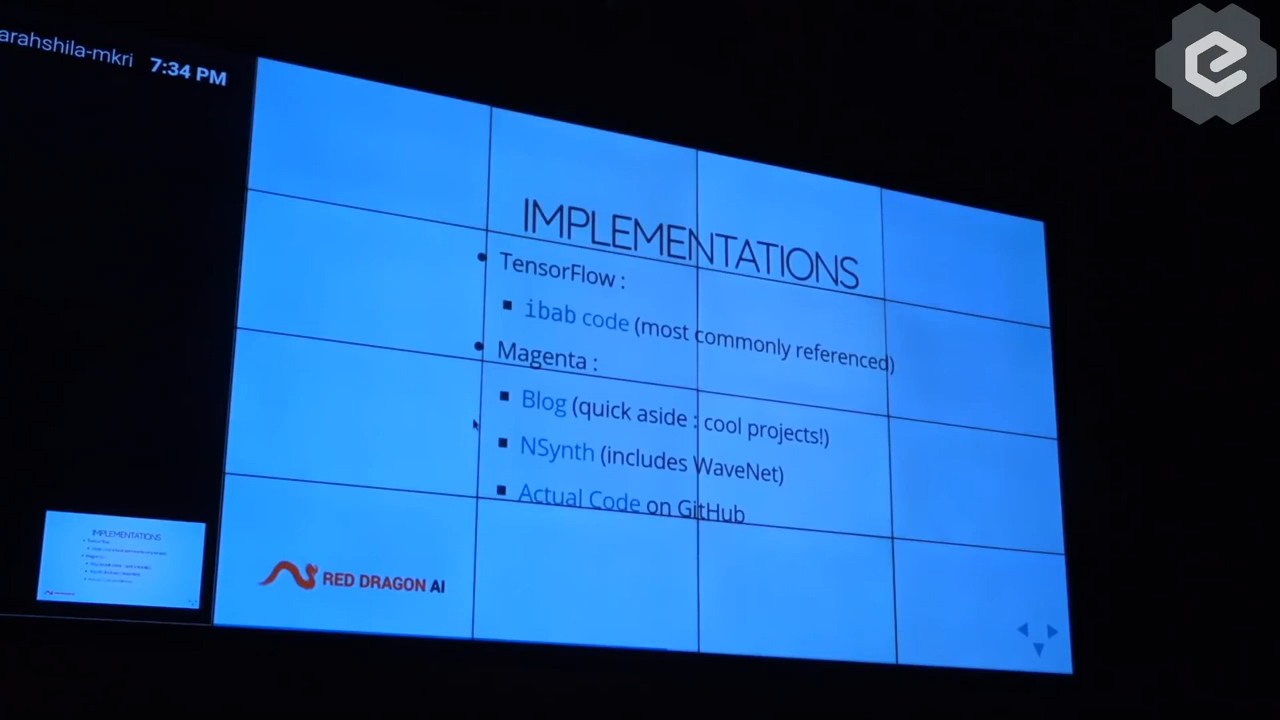 arahshila-mkri 7:34 PM
IMPLEMENTATIONS
• TensorFlow :
▪ ibab code (most commonly referenced)
• Magenta :
▪ Blog (quick aside : cool projects!)
▪ NSynth (includes WaveNet)
▪ Actual Code on GitHub
RED DRAGON AI
IMPLEMENTATIONS